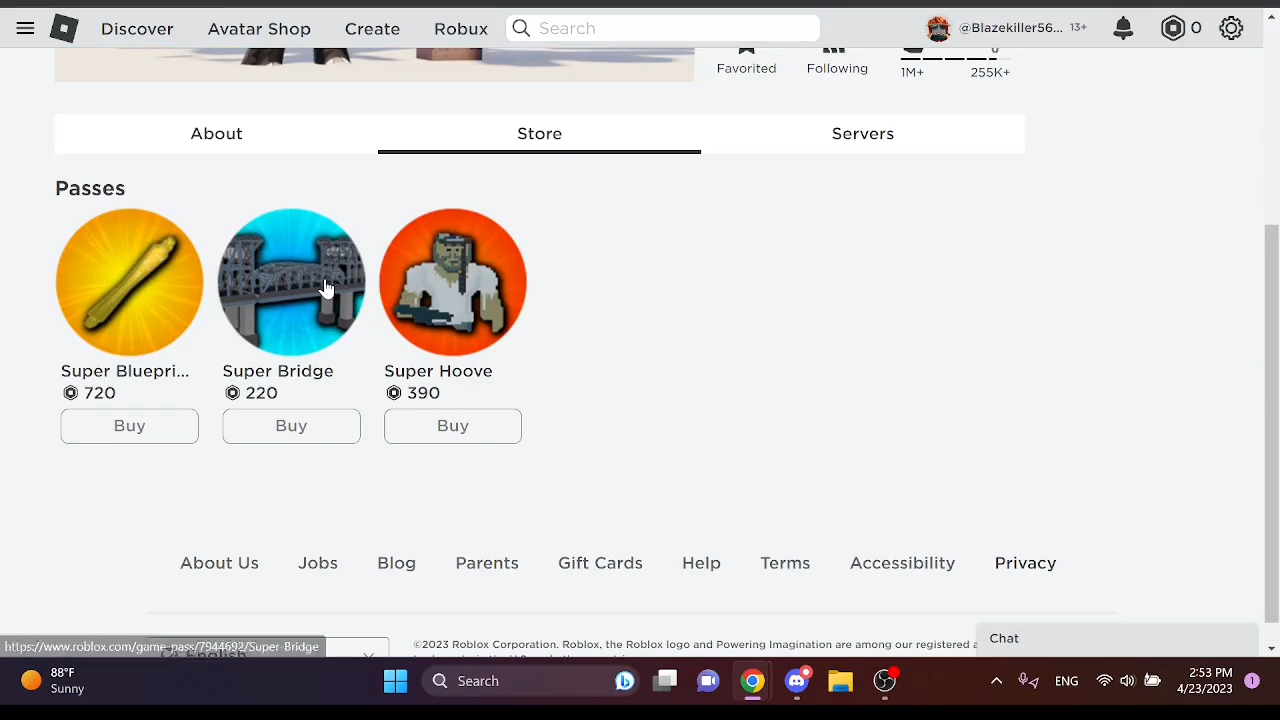 Discover Avatar Shop Create Robux Search @Blazekiller56... 13+ 0
Favorited Following 1M+ 255K+
About Store Servers
Passes
Super Bluepri... Super Bridge Super Hoove
720 220 390
Buy Buy Buy
About Us Jobs Blog Parents Gift Cards Help Terms Accessibility Privacy
Chat
©2023 Roblox Corporation. Roblox, the Roblox logo and Powering Imagination are among our registered a
https://www.roblox.com/game_pass/7944692/Super-Bridge
English
88°F
Sunny
Search
ENG
2:53 PM
4/23/2023
1